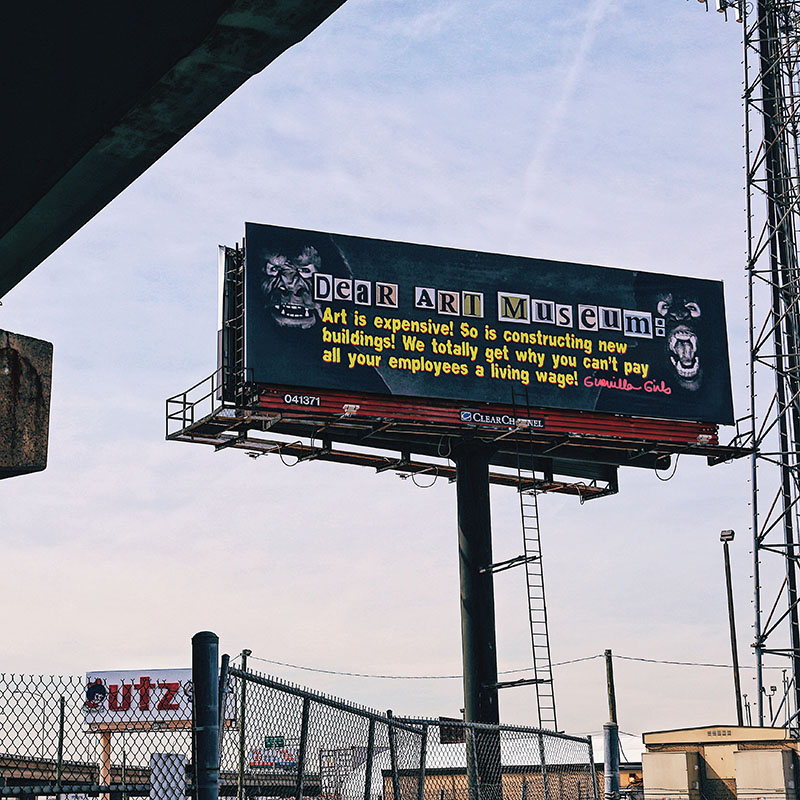 DeaR ART Museum:
Art is expensive! So is constructing new
buildings! We totally get why you can't pay
all your employees a living wage! Guerrilla Girls
041371
CLEARCHANNEL
utz